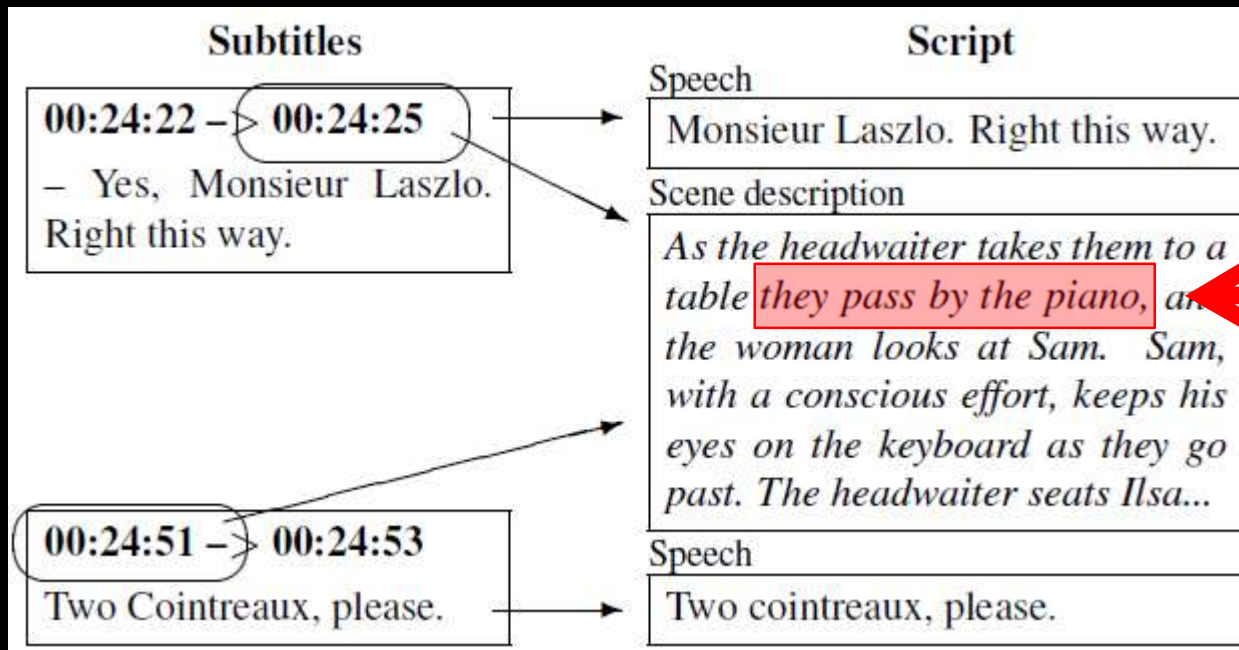 Subtitles
00:24:22 –> 00:24:25
– Yes, Monsieur Laszlo.
Right this way.
00:24:51 –> 00:24:53
Two Cointreaux, please.
Script
Speech
Monsieur Laszlo. Right this way.
Scene description
As the headwaiter takes them to a
table they pass by the piano,
the woman looks at Sam. Sam,
with a conscious effort, keeps his
eyes on the keyboard as they go
past. The headwaiter seats Ilsa...
Speech
Two cointreaux, please.